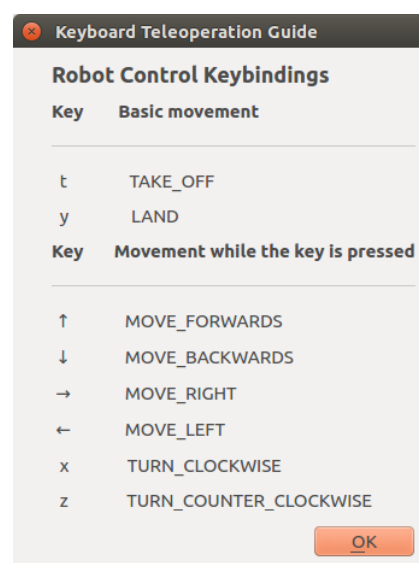 Keyboard Teleoperation Guide
Robot Control Keybindings
Key Basic movement
t TAKE_OFF
y LAND
Key Movement while the key is pressed
↑ MOVE_FORWARDS
↓ MOVE_BACKWARDS
→ MOVE_RIGHT
← MOVE_LEFT
x TURN_CLOCKWISE
z TURN_COUNTER_CLOCKWISE
OK